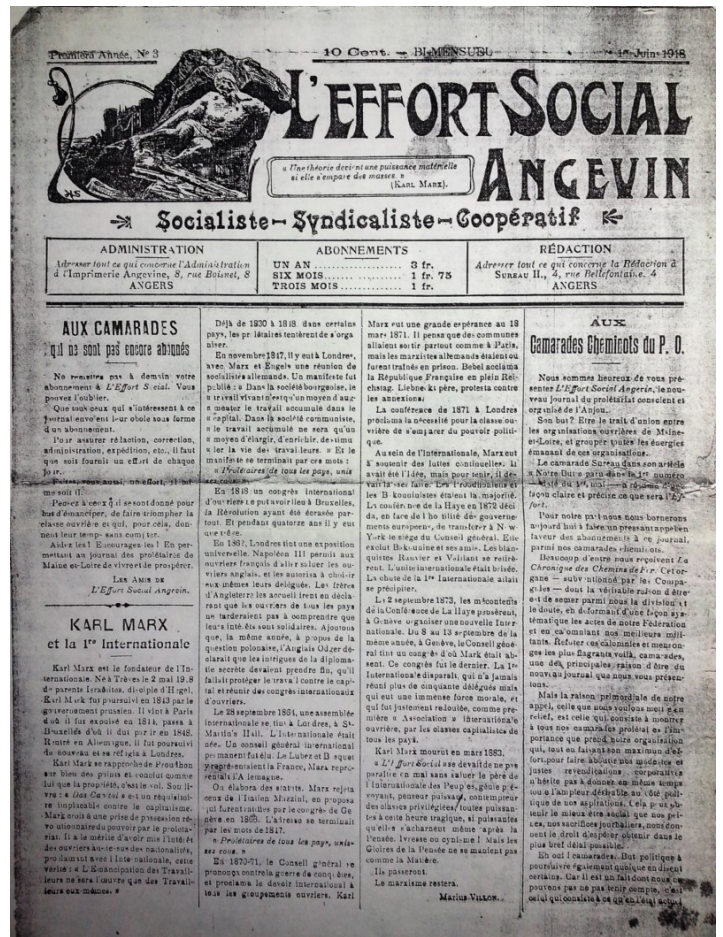 Première Année, N° 3
10 Cent. — BI-MENSUEL
1er Juin 1918
L'EFFORT SOCIAL
ANGEVIN
« Une théorie devient une puissance matérielle
si elle s'empare des masses. »
(KARL MARX).
Socialiste-Syndicaliste-Coopératif
ADMINISTRATION
Adresser tout ce qui concerne l'Administration
à l'Imprimerie Angevine, 8, rue Boisnet, 8
ANGERS
ABONNEMENTS
UN AN ............ 3 fr.
SIX MOIS ............ 1 fr. 75
TROIS MOIS ............ 1 fr.
RÉDACTION
Adresser tout ce qui concerne la Rédaction à
SUREAU H., 4, rue Bellefontaine, 4
ANGERS
AUX CAMARADES
qui ne sont pas encore abonnés
Ne remettez pas à demain votre
abonnement à L'Effort Social. Vous
pouvez l'oublier.
Que tous ceux qui s'intéressent à ce
journal envoient leur obole sous forme
d'un abonnement.
Pour assurer rédaction, correction,
administration, expédition, etc., il faut
que soit fourni un effort de chaque
jour.
Faites, vous aussi, un effort, si
me soit-il.
Pensez à ceux qui se sont donné pour
but d'émanciper, de faire triompher la
classe ouvrière et qui, pour cela, don-
nent leur temps sans compter.
Aidez-les ! Encouragez-les ! En per-
mettant au journal des prolétaires de
Maine-et-Loire de vivre et de prospérer.
LES AMIS DE
L'Effort Social Angevin.
KARL MARX
et la 1re Internationale
Karl Marx est le fondateur de l'In-
ternationale. Né à Trèves le 2 mai
de parents Israélites, disciple d'Hegel,
Karl Marx fut poursuivi en 1843 par le
gouvernement prussien. Il vint à Paris
d'où il fut expulsé en 1844, passa à
Bruxelles d'où il dut partir en 1848.
Rentré en Allemagne, il fut poursuivi
de nouveau et se réfugia à Londres.
Karl Marx se rapproche de Proudhon
sur bien des points et conclut comme
lui que la propriété, c'est le vol. Son li-
vre : « Das Capital » est un réquisitoi-
re implacable contre le capitalisme.
Marx croit à une prise de possession ré-
volutionnaire du pouvoir par le proléta-
riat. Il a le mérite d'avoir mis l'intérêt
des ouvriers au-dessus des nationalités,
proclamant avec l'Internationale, cette
vérité : « L'Emancipation des Travail-
leurs ne sera l'œuvre que des Travail-
leurs eux-mêmes. »
Déjà de 1830 à 1848, dans certains
pays, les prolétaires tentèrent de s'orga-
niser.
En novembre 1847, il y eut à Londres,
avec Marx et Engels une réunion de
socialistes allemands. Un manifeste fut
publié : « Dans la société bourgeoise, le
« travail vivant n'est qu'un moyen d'aug-
« menter le travail accumulé dans le
« capital. Dans la société communiste,
« le travail accumulé ne sera qu'un
« moyen d'élargir, d'enrichir, de stimu-
« ler la vie des travailleurs. » Et le
manifeste se terminait par ces mots :
« Prolétaires de tous les pays, unis-
sez-vous. »
En 1848 un congrès international
d'ouvriers ne put avoir lieu à Bruxelles,
la Révolution ayant été écrasée par-
tout. Et pendant quatorze ans il y eut
une trêve.
En 1862, Londres tint une exposition
universelle. Napoléon III permit aux
ouvriers français d'aller saluer les ou-
vriers anglais, et les autorisa à choisir
eux-mêmes leurs délégués. Les frères
d'Angleterre les accueillirent en décla-
rant que les ouvriers de tous les pays
ne tarderaient pas à comprendre que
leurs intérêts sont solidaires. Ajoutons
que, la même année, à propos de la
question polonaise, l'Anglais Odger dé-
clarait que les intrigues de la diploma-
tie secrète devaient prendre fin, qu'il
fallait protéger le travail contre le capi-
tal et réunir des congrès internationaux
d'ouvriers.
Le 28 septembre 1864, une assemblée
internationale se tint à Londres, à St-
Martin's Hall. L'Internationale était
née. Un conseil général international
permanent fut élu. Le Lubez et Bosquet
y représentaient la France, Marx repré-
sentait l'Allemagne.
On élabora des statuts. Marx rejeta
ceux de l'Italien Mazzini, en proposa
qui furent ratifiés par le congrès de Ge-
nève en 1866. L'adresse se terminait
par les mots de 1847.
« Prolétaires de tous les pays, unis-
sez-vous. »
En 1870-71, le Conseil général se
prononça contre la guerre de conquêtes,
et proclama le devoir international à
tous les groupements ouvriers. Karl
Marx eut une grande espérance au 18
mars 1871. Il pensa que des communes
allaient sortir partout comme à Paris,
mais les marxistes allemands étaient ou
furent traînés en prison. Bebel acclama
la République Française en plein Rei-
chstag. Liebnecht père, protesta contre
les annexions.
La conférence de 1871 à Londres
proclama la nécessité pour la classe ou-
vrière de s'emparer du pouvoir politi-
que.
Au sein de l'Internationale, Marx eut
à soutenir des luttes continuelles. Il
avait été l'Idée, mais pour tenir, il de-
vait la laisser faire. Les Proudhoniens et
les Bakouninistes étaient la majorité.
La conférence de la Haye en 1872 déci-
da, en face de l'hostilité des gouverne-
ments européens, de transférer à New-
York le siège du Conseil général. Elle
exclut Bakounine et ses amis. Les blan-
quistes Ranvier et Vaillant se retirè-
rent. L'unité internationale était brisée.
La chute de la 1re Internationale allait
se précipiter.
Le 2 septembre 1873, les mécontents
de la Conférence de La Haye pensèrent,
à Genève organiser une nouvelle Inter-
nationale. Du 8 au 13 septembre de la
même année, à Genève, le Conseil géné-
ral tint un congrès d'où Marx était ab-
sent. Ce congrès fut le dernier. La 1re
Internationale disparaît, qui n'a jamais
réuni plus de cinquante délégués mais
qui eut une immense force morale, et
qui fut justement redoutée, comme pre-
mière « Association » internationale
ouvrière, par les classes capitalistes de
tous les pays.
Karl Marx mourut en mars 1883.
« L'Effort Social » se devait de ne pas
paraître en mai sans saluer le père de
l'Internationale des Peuples, génie pré-
voyant, penseur puissant, contempteur
des classes privilégiées, toutes puissan-
tes à cette heure tragique, si puissantes
qu'elles s'acharnent même après la
Pensée. Ivresse ou cynisme ! Mais les
Gloires de la Pensée ne se manient pas
comme la Matière.
Ils passeront.
Le marxisme restera.
Marius VILLON.
AUX
Camarades Cheminots du P. O.
Nous sommes heureux de vous pré-
senter L'Effort Social Angevin, le nou-
veau journal du prolétariat conscient et
organisé de l'Anjou.
Son but ? Être le trait d'union entre
les organisations ouvrières de Maine-
et-Loire, et grouper toutes les énergies
émanant de ces organisations.
Le camarade Sureau dans son article
« Notre But » paru dans le 1er numéro
daté du 1er mai — a résumé de
façon claire et précise ce que sera l'Ef-
fort.
Pour notre part nous nous bornerons
aujourd'hui à faire un pressant appel en
faveur des abonnements à ce journal,
parmi nos camarades cheminots.
Beaucoup d'entre nous reçoivent La
Chronique des Chemins de Fer. Cet or-
gane — subventionné par les Compa-
gnies — dont la véritable raison d'être
est de semer parmi nous la division et
le doute, en déformant d'une façon sys-
tématique les actes de notre Fédération
et en calomniant nos meilleurs mili-
tants. Réfuter ces calomnies et menson-
ges les plus flagrants, voilà, camarades,
une des principales raisons d'être du
nouveau journal que nous vous présen-
tons.
Mais la raison primordiale de notre
appel, celle que nous voulons mettre en
relief, est celle qui consiste à montrer
à tous nos camarades prolétaires l'im-
portance que prend notre organisation
qui, tout en faisant son maximum d'ef-
fort pour faire aboutir nos modestes et
justes revendications corporatives
n'hésite pas à donner en même temps
toute l'ampleur désirable au côté poli-
tique de nos aspirations. Cela peut ob-
tenir le mieux être social que nos pei-
nes, nos sacrifices journaliers, nous don-
nent le droit d'espérer obtenir dans le
plus bref délai possible.
Eh oui ! camarades. But politique à
poursuivre également quoique en disent
certains. Car il est un fait dont nous ne
pouvons pas ne pas tenir compte, c'est
celui qui consiste à ce qu'en l'état actuel